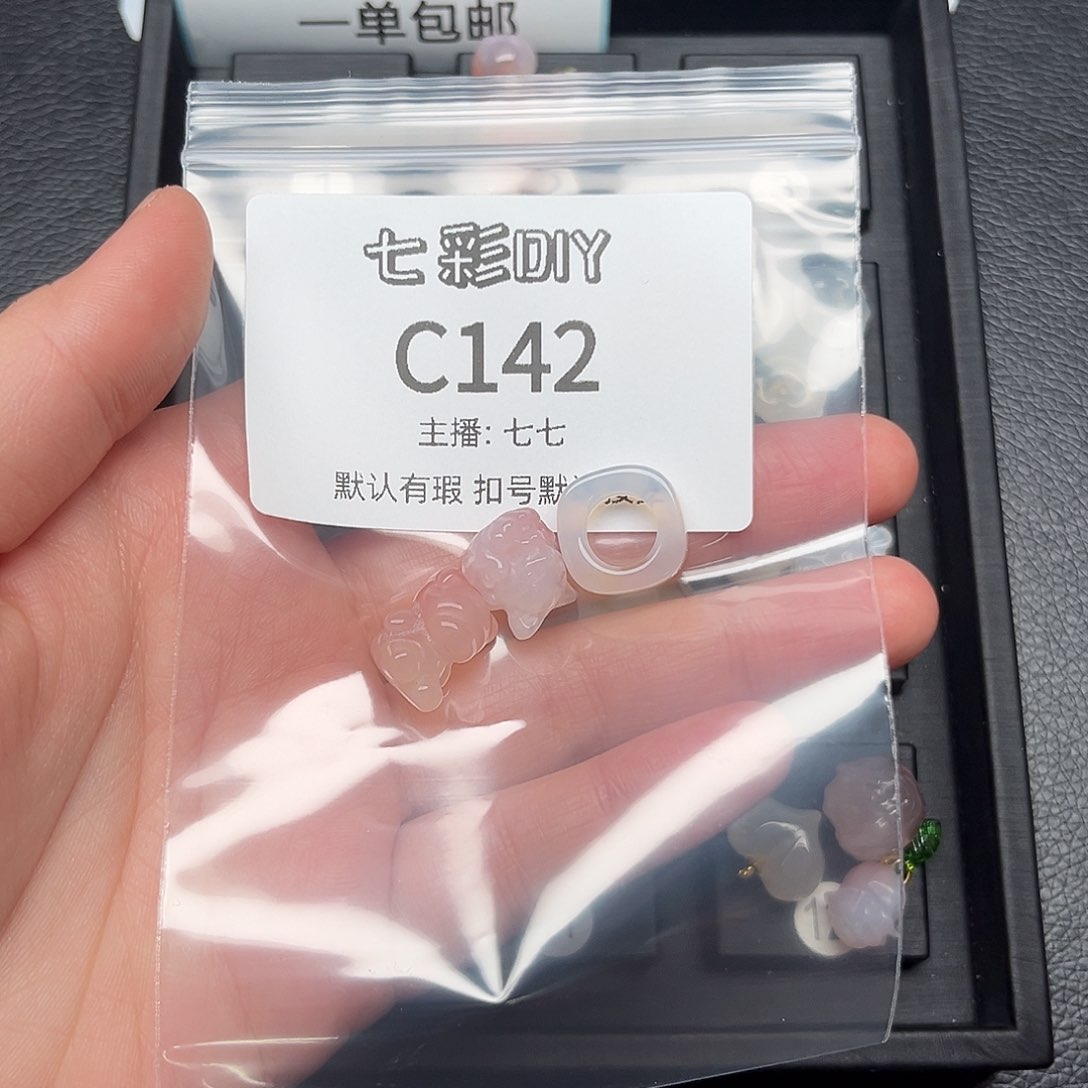 一单包邮
七彩DIY
C142
主播: 七七
默认有瑕 扣号默